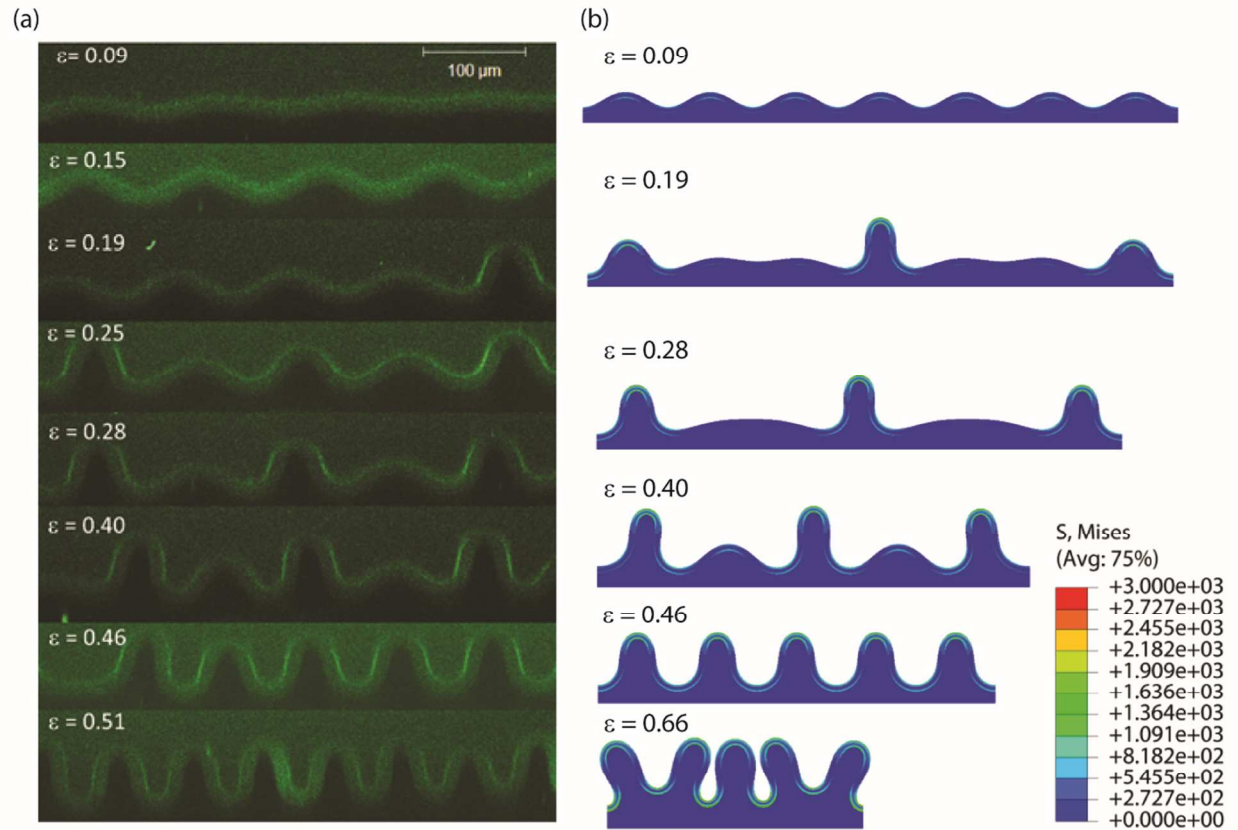 (a)
ε= 0.09
100 μm
ε = 0.15
ε = 0.19
ε = 0.25
ε = 0.28
ε = 0.40
ε = 0.46
ε = 0.51
(b)
ε = 0.09
ε = 0.19
ε = 0.28
ε = 0.40
ε = 0.46
ε = 0.66
S, Mises
(Avg: 75%)
+3.000e+03
+2.727e+03
+2.455e+03
+2.182e+03
+1.909e+03
+1.636e+03
+1.364e+03
+1.091e+03
+8.182e+02
+5.455e+02
+2.727e+02
+0.000e+00